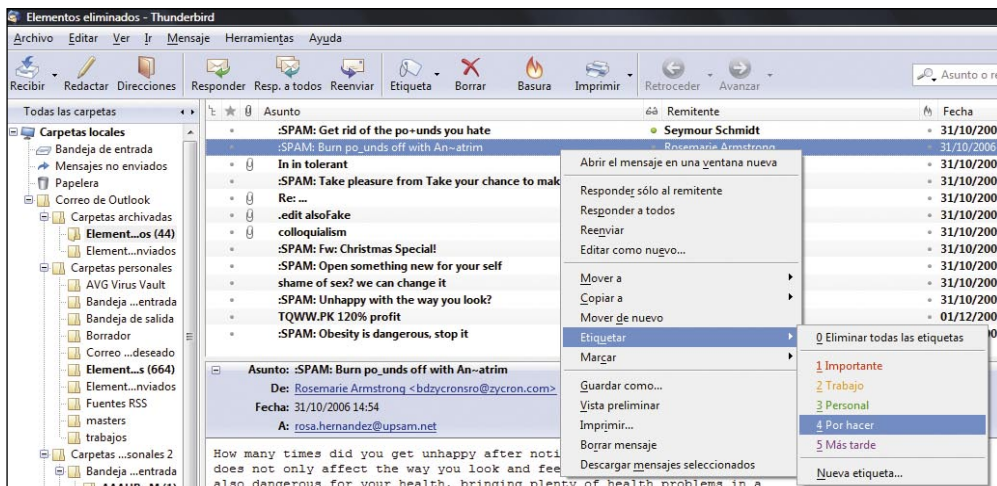 Elementos eliminados - Thunderbird
Archivo Editar Ver Ir Mensaje Herramientas Ayuda
Recibir Redactar Direcciones Responder Resp. a todos Reenviar Etiqueta Borrar Basura Imprimir Retroceder Avanzar Asunto o re
Todas las carpetas
Carpetas locales
Bandeja de entrada
Mensajes no enviados
Papelera
Correo de Outlook
Carpetas archivadas
Element...os (44)
Element...nviados
Carpetas personales
AVG Virus Vault
Bandeja ...entrada
Bandeja de salida
Borrador
Correo ...deseado
Element...s (664)
Element...nviados
Fuentes RSS
masters
trabajos
Carpetas ...sonales 2
Bandeja ...entrada
Asunto Remitente Fecha
:SPAM: Get rid of the po+unds you hate Seymour Schmidt 31/10/200
:SPAM: Burn po_unds off with An~atrim Rosemarie Armstrong 31/10/2006
In in tolerant 31/10/200
:SPAM: Take pleasure from Take your chance to mak 31/10/200
Re: ... 31/10/200
.edit alsoFake 31/10/200
colloquialism 31/10/200
:SPAM: Fw: Christmas Special! 31/10/200
:SPAM: Open something new for your self 31/10/200
shame of sex? we can change it 31/10/200
:SPAM: Unhappy with the way you look? 31/10/200
TQWW.PK 120% profit 01/12/200
:SPAM: Obesity is dangerous, stop it
Abrir el mensaje en una ventana nueva
Responder sólo al remitente
Responder a todos
Reenviar
Editar como nuevo...
Mover a
Copiar a
Mover de nuevo
Etiquetar
Marcar
Guardar como...
Vista preliminar
Imprimir...
Borrar mensaje
Descargar mensajes seleccionados
0 Eliminar todas las etiquetas
1 Importante
2 Trabajo
3 Personal
4 Por hacer
5 Más tarde
Nueva etiqueta...
Asunto: :SPAM: Burn po_unds off with An~atrim
De: Rosemarie Armstrong <bdzycronsro@zycron.com>
Fecha: 31/10/2006 14:54
A: rosa.hernandez@upsam.net
How many times did you get unhappy after noti
does not only affect the way you look and fee
also dangerous for your health, bringing plenty of health problems in a